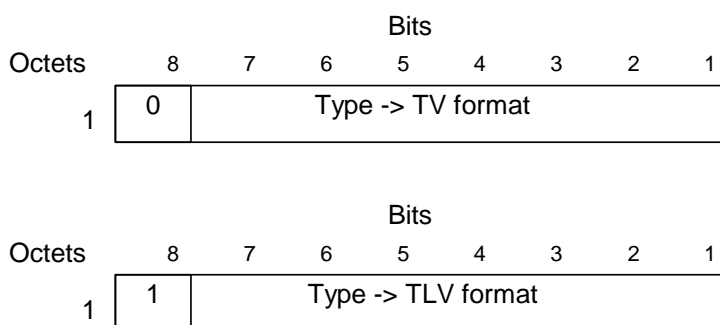 Bits
Octets 8 7 6 5 4 3 2 1
1 0 Type -> TV format
Bits
Octets 8 7 6 5 4 3 2 1
1 1 Type -> TLV format